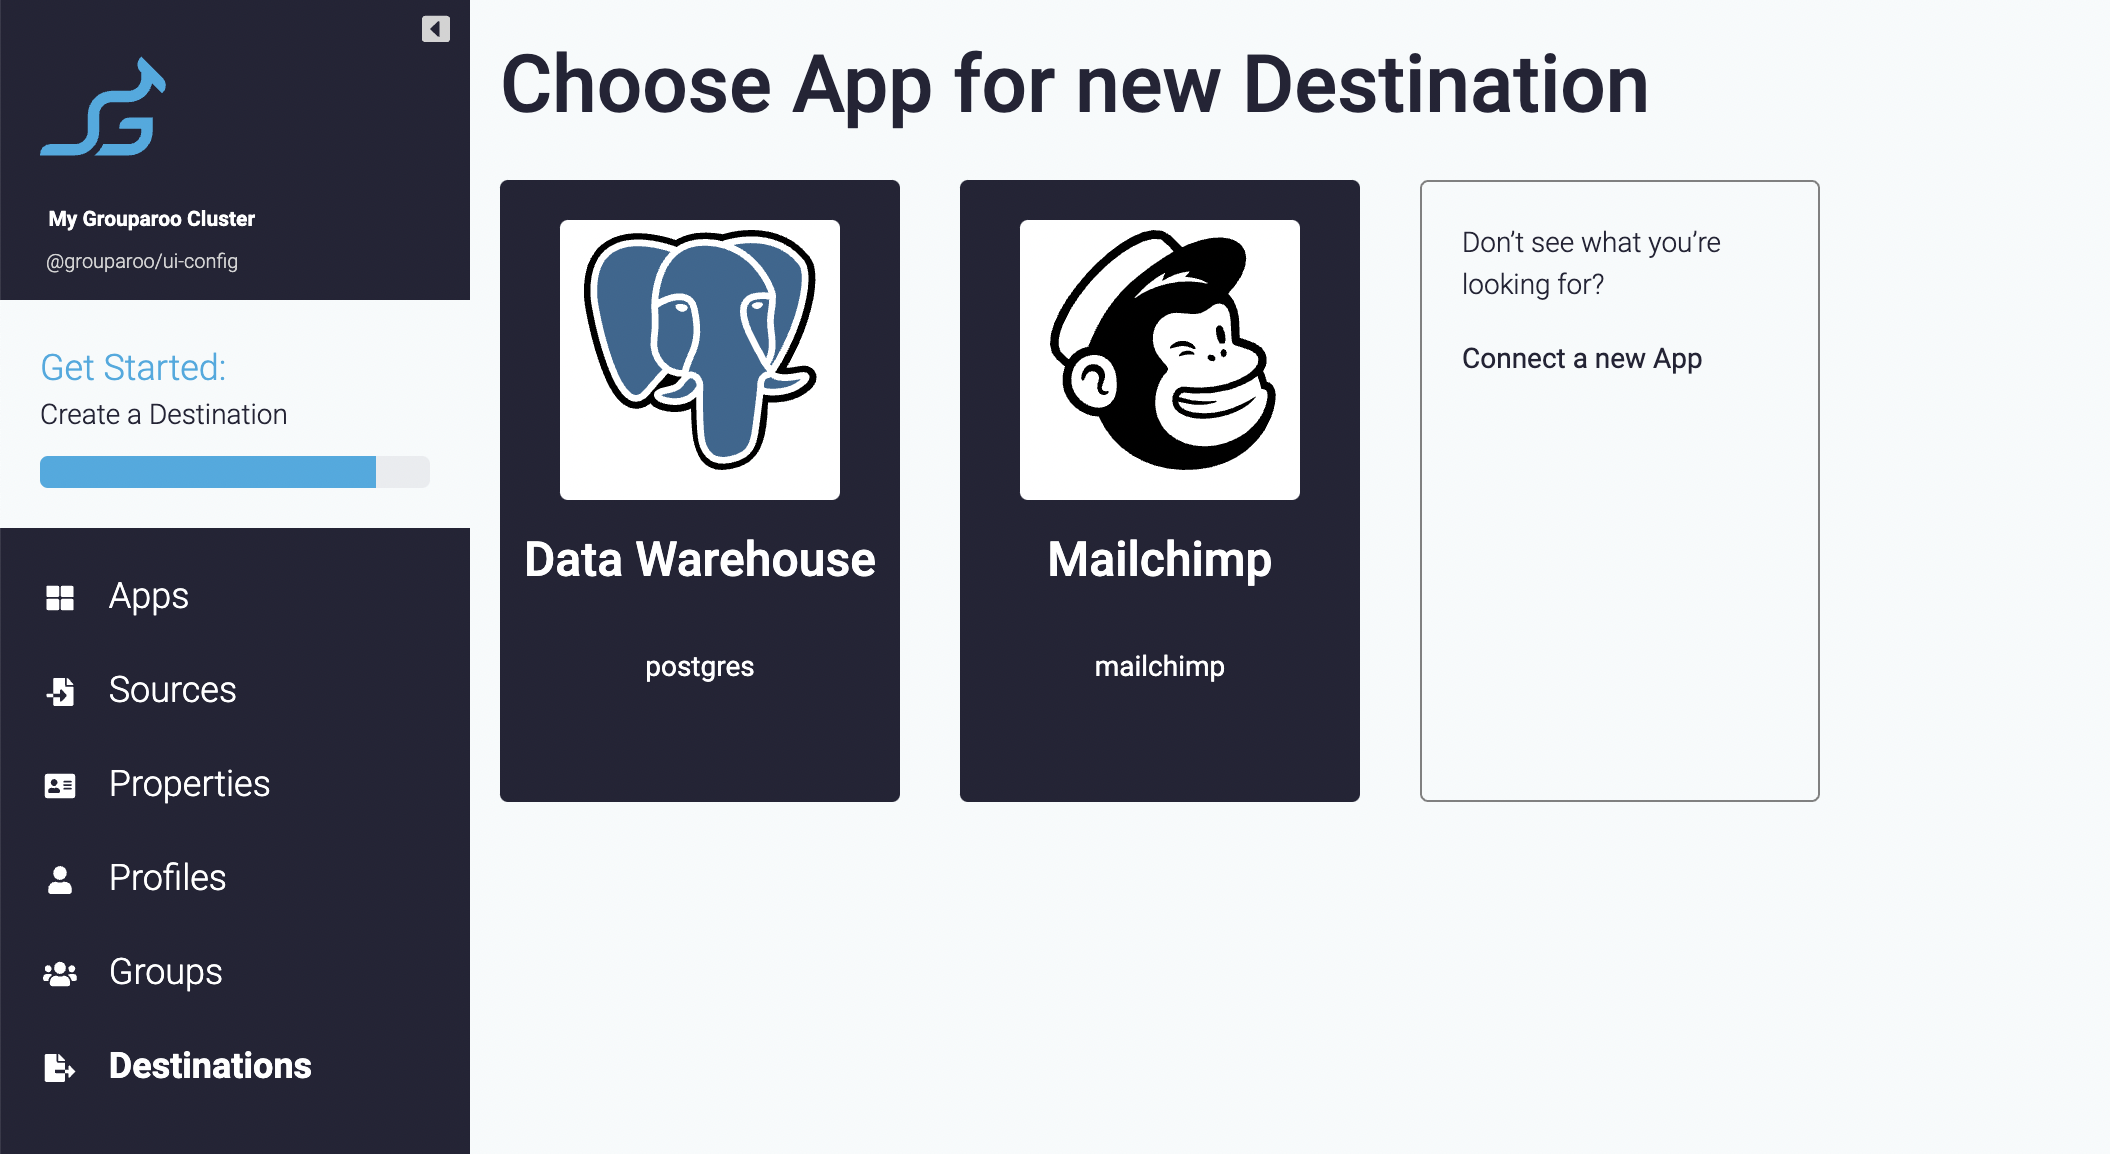 My Grouparoo Cluster
@grouparoo/ui-config
Get Started:
Create a Destination
Apps
Sources
Properties
Profiles
Groups
Destinations
Choose App for new Destination
Data Warehouse
postgres
Mailchimp
mailchimp
Don’t see what you’re
looking for?
Connect a new App